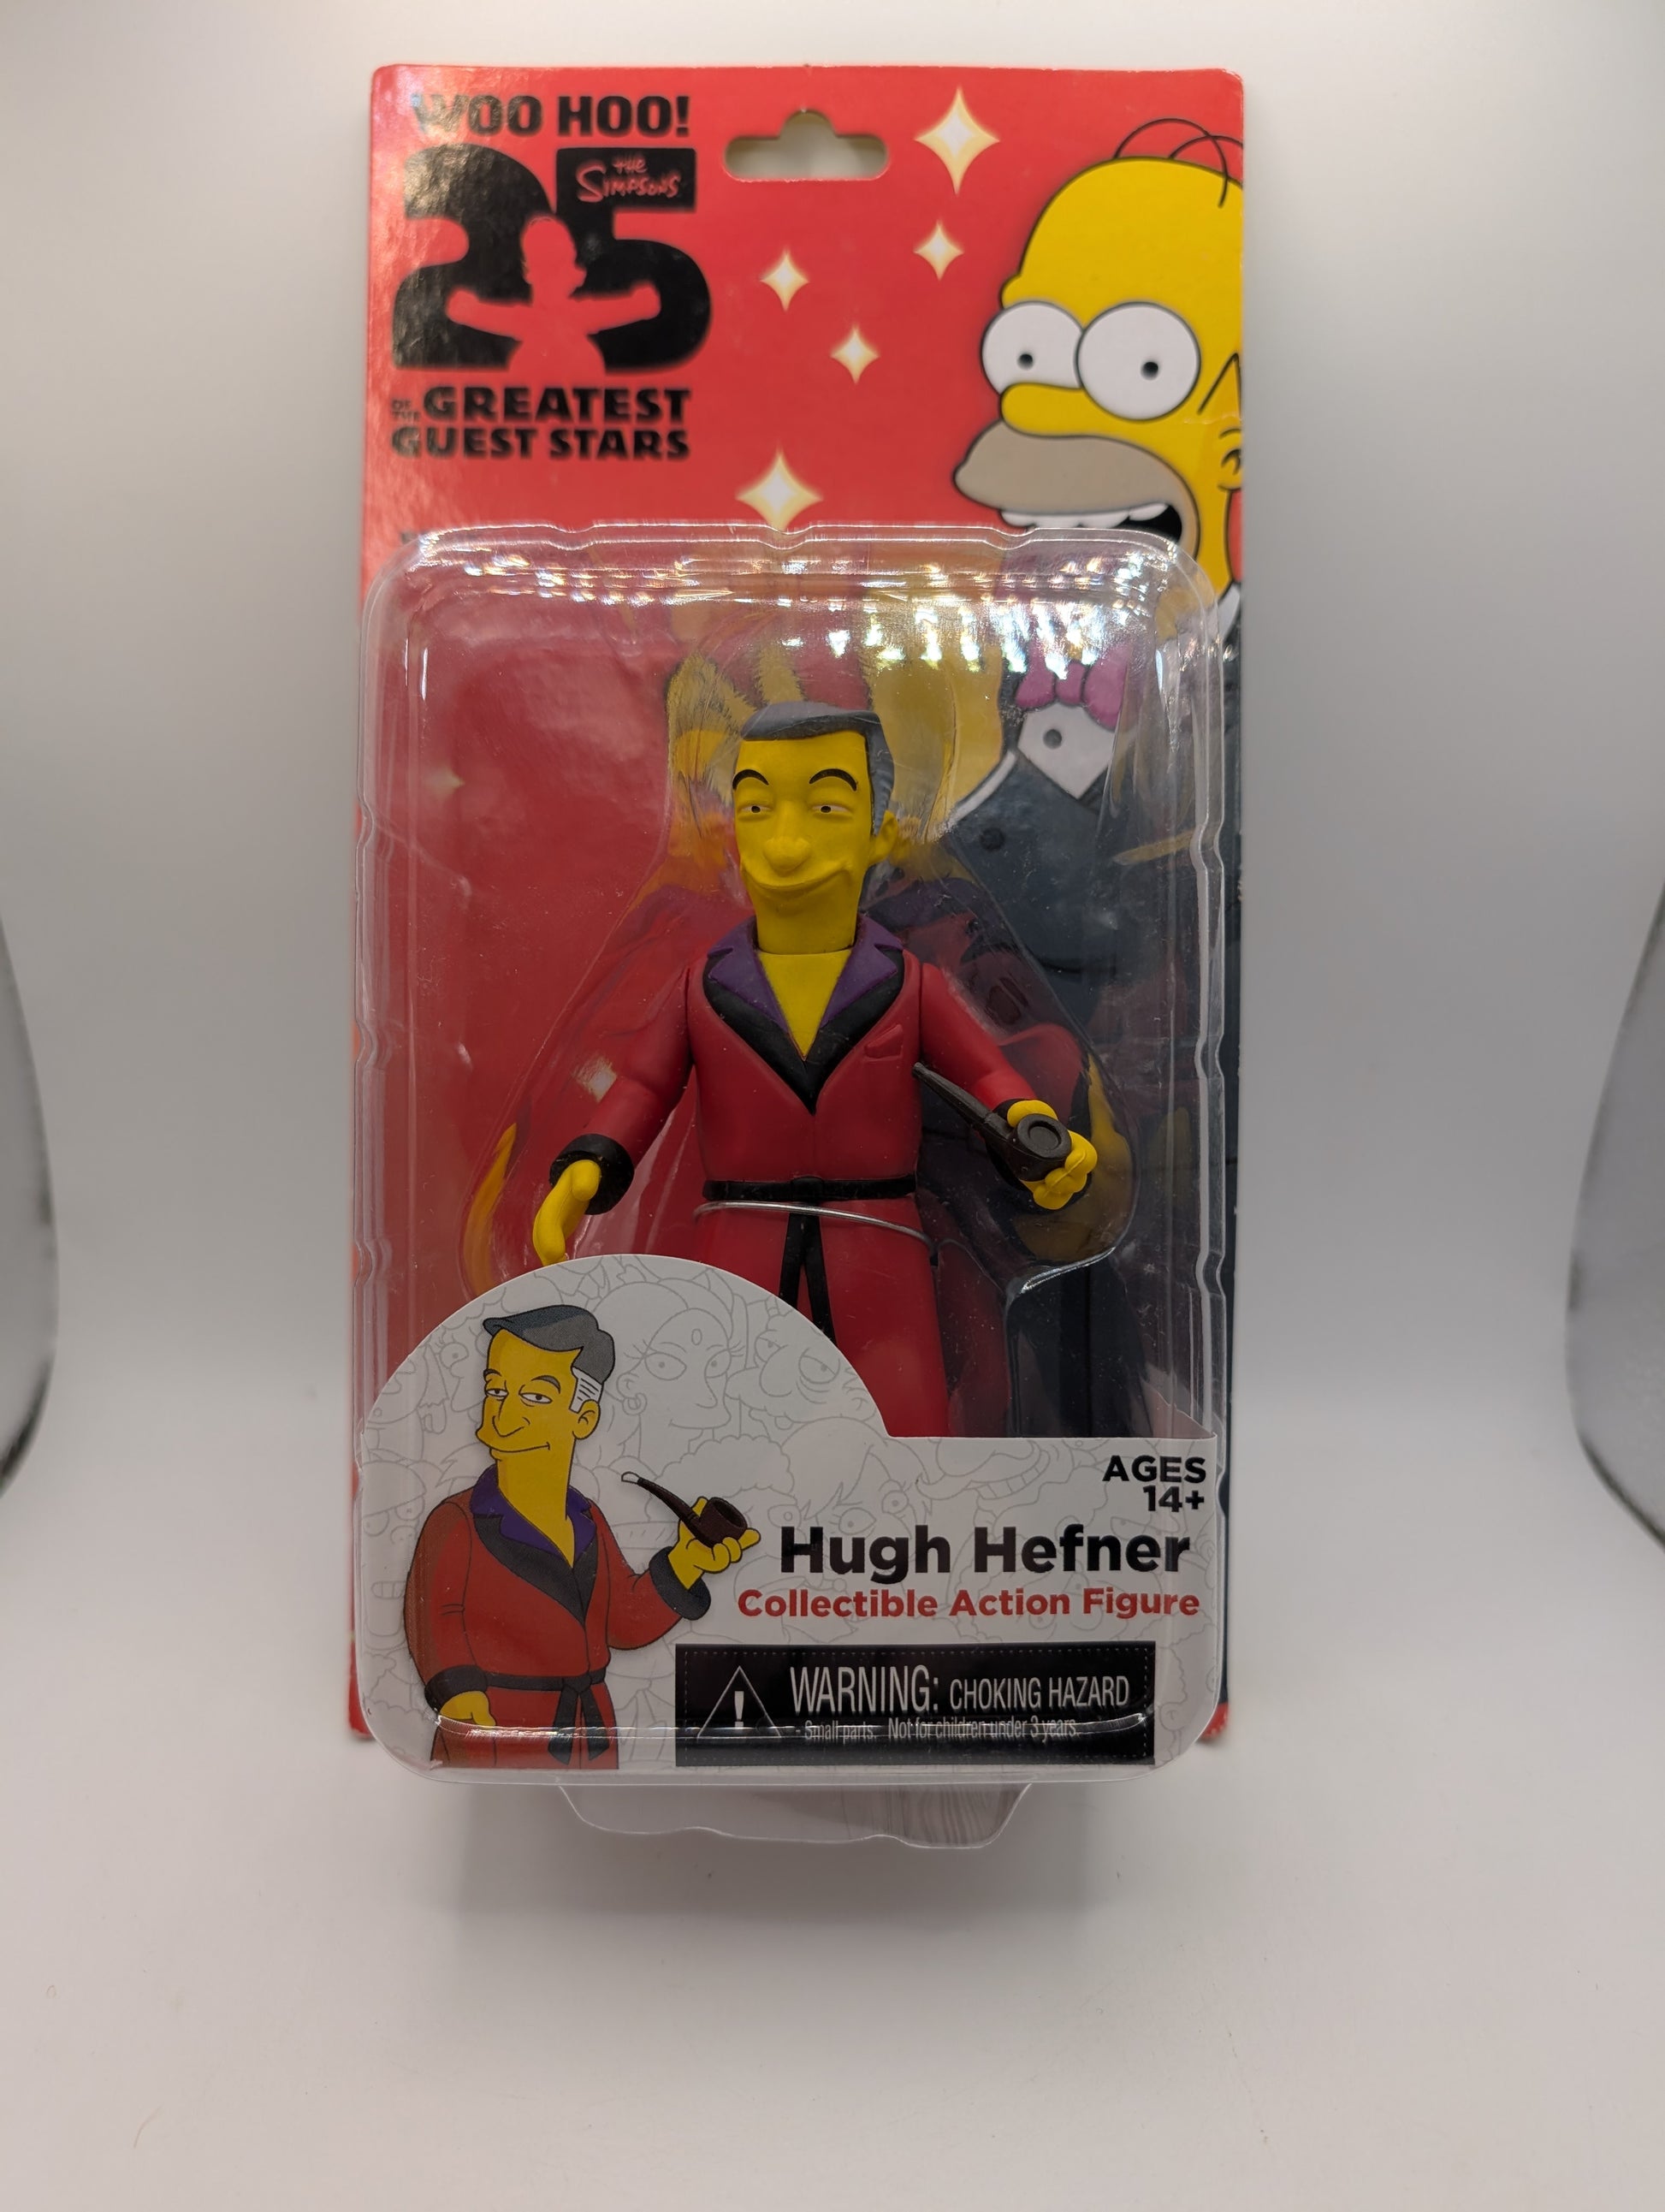 WOO HOO!
25
THE
SIMPSONS
OF
THE
GREATEST
GUEST STARS
AGES
14+
Hugh Hefner
Collectible Action Figure
WARNING: CHOKING HAZARD
- Small parts. Not for children under 3 years.